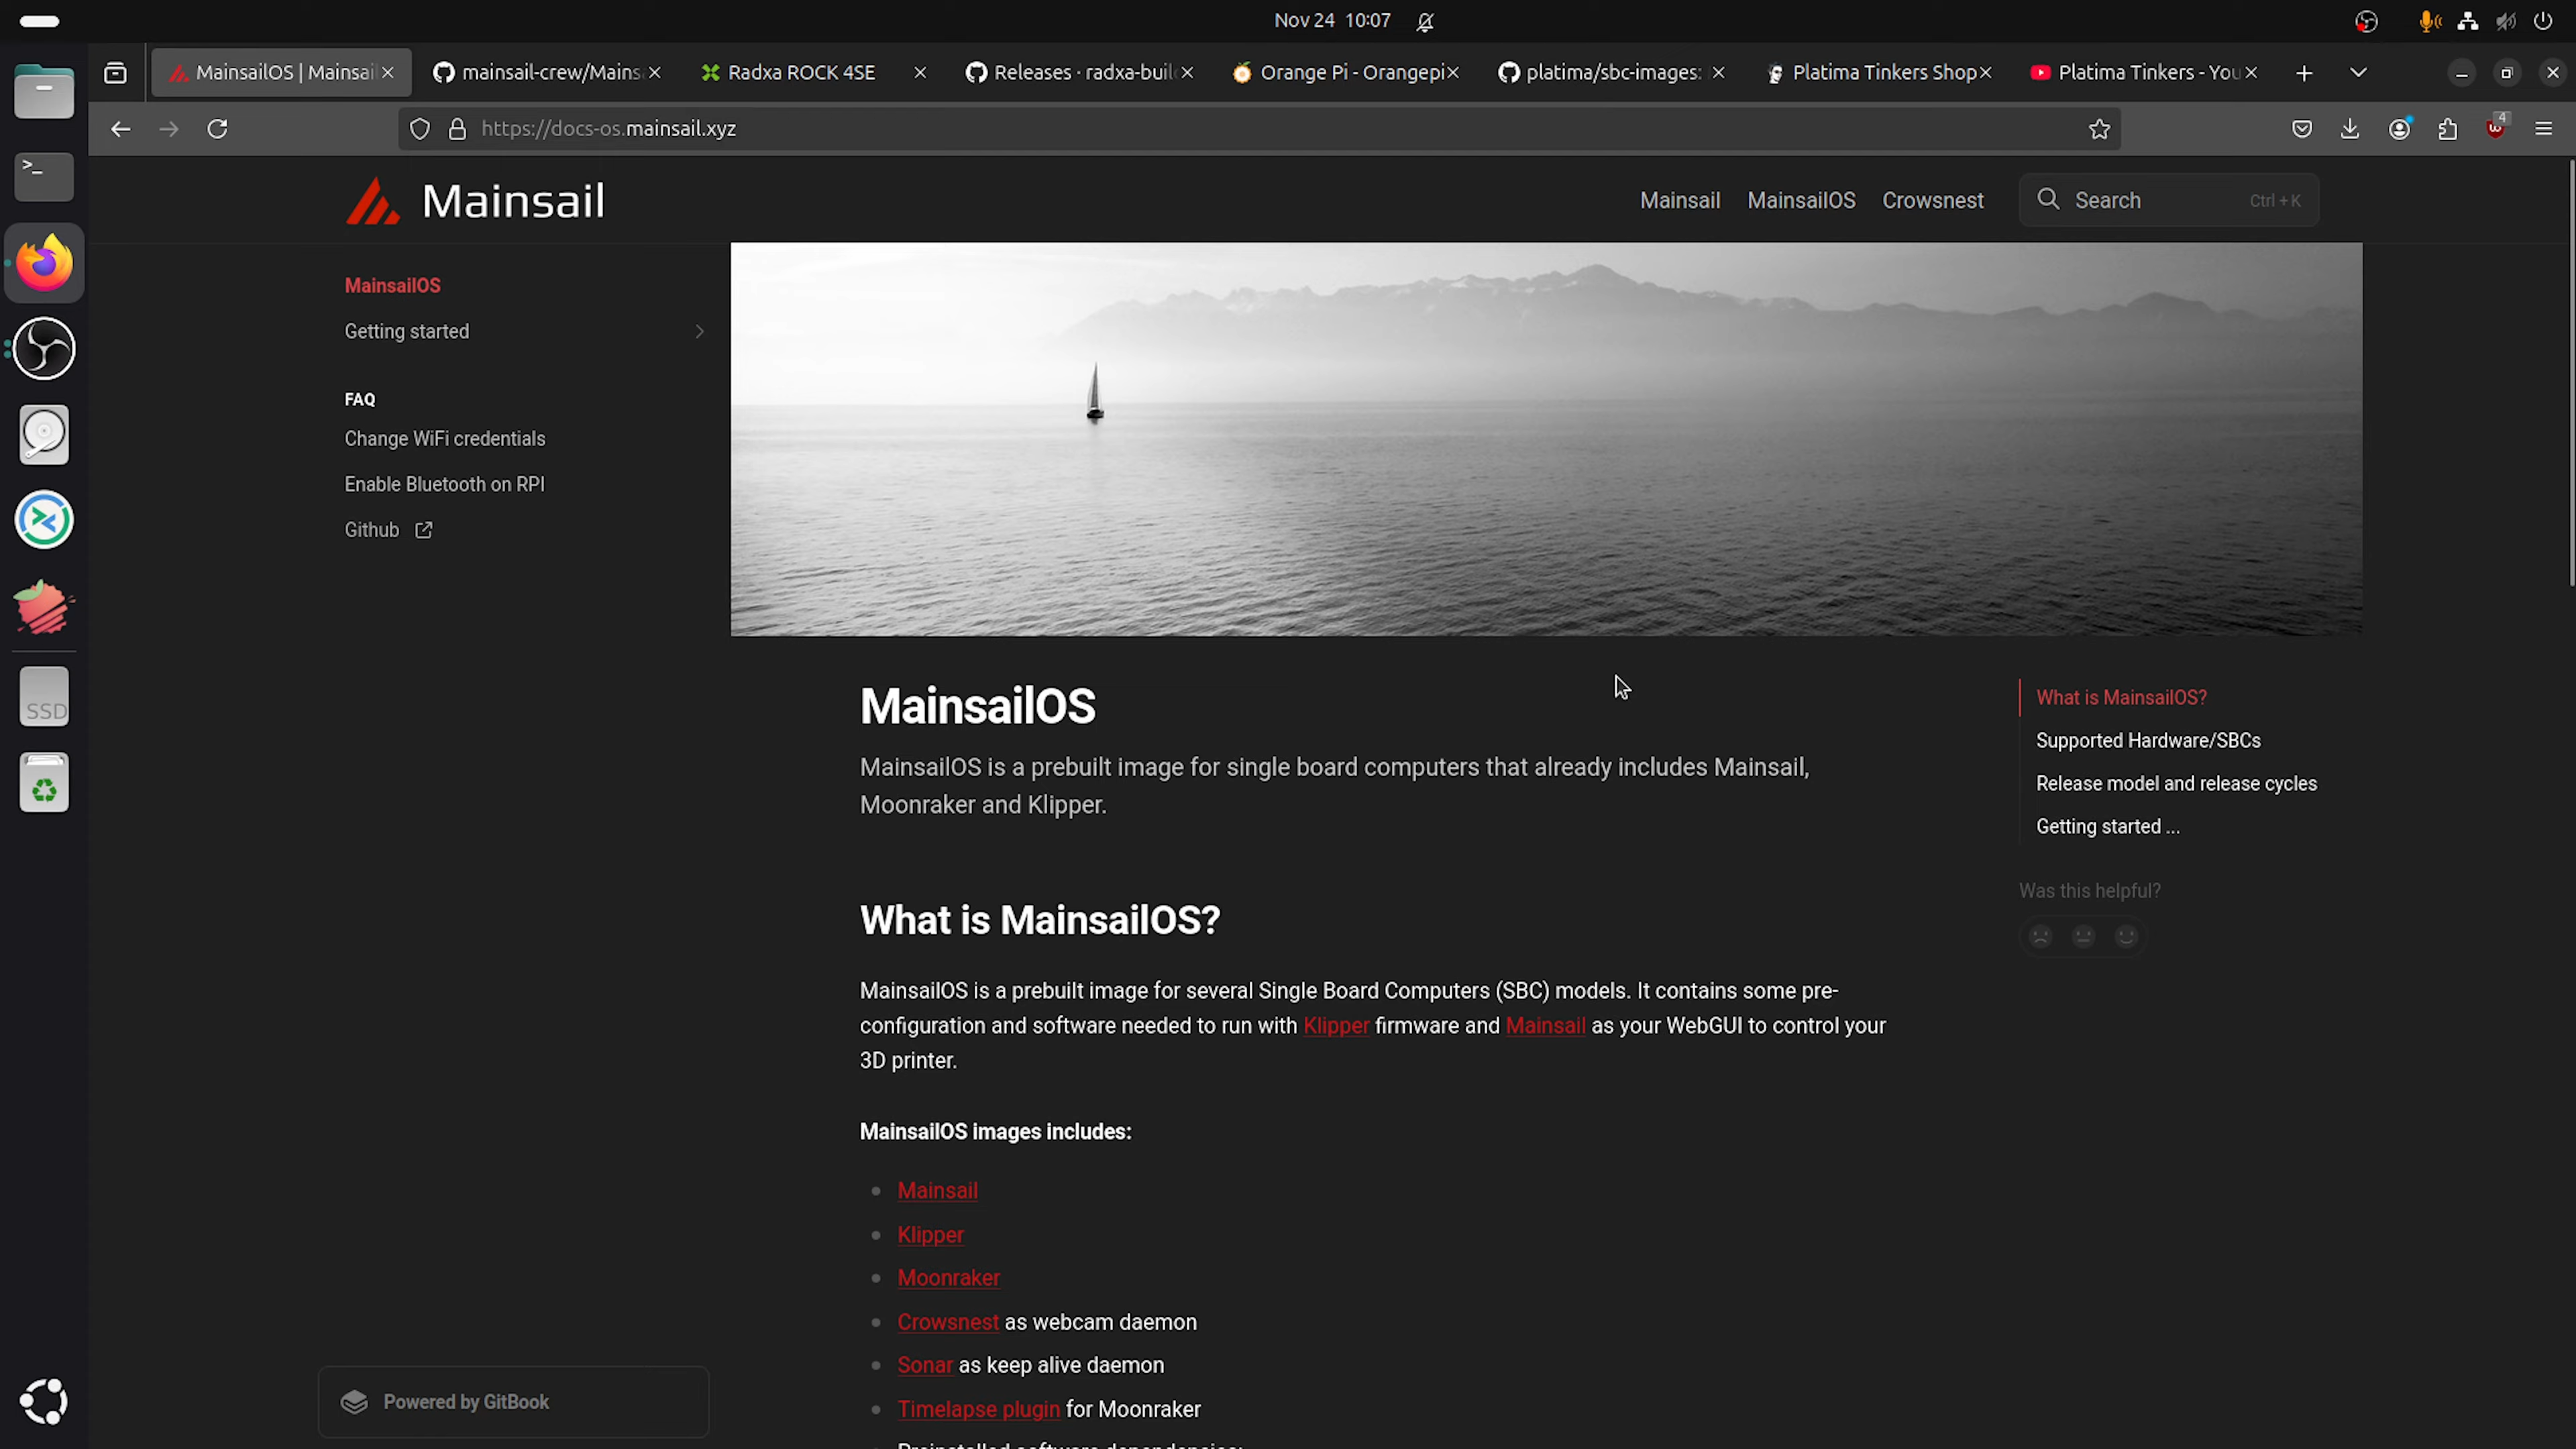 Nov 24 10:07
MainsailOS | Mainsail
mainsail-crew/Mains
Radxa ROCK 4SE
Releases · radxa-buil
Orange Pi - Orangepi
platima/sbc-images:
Platima Tinkers Shop
Platima Tinkers - You
https://docs-os.mainsail.xyz
4
Mainsail
Mainsail
MainsailOS
Crowsnest
Search
Ctrl + K
MainsailOS
Getting started
FAQ
Change WiFi credentials
Enable Bluetooth on RPI
Github
SSD
MainsailOS
MainsailOS is a prebuilt image for single board computers that already includes Mainsail,
Moonraker and Klipper.
What is MainsailOS?
MainsailOS is a prebuilt image for several Single Board Computers (SBC) models. It contains some pre-
configuration and software needed to run with Klipper firmware and Mainsail as your WebGUI to control your
3D printer.
MainsailOS images includes:
Mainsail
Klipper
Moonraker
Crowsnest as webcam daemon
Sonar as keep alive daemon
Timelapse plugin for Moonraker
Preinstalled software dependencies:
What is MainsailOS?
Supported Hardware/SBCs
Release model and release cycles
Getting started ...
Was this helpful?
Powered by GitBook